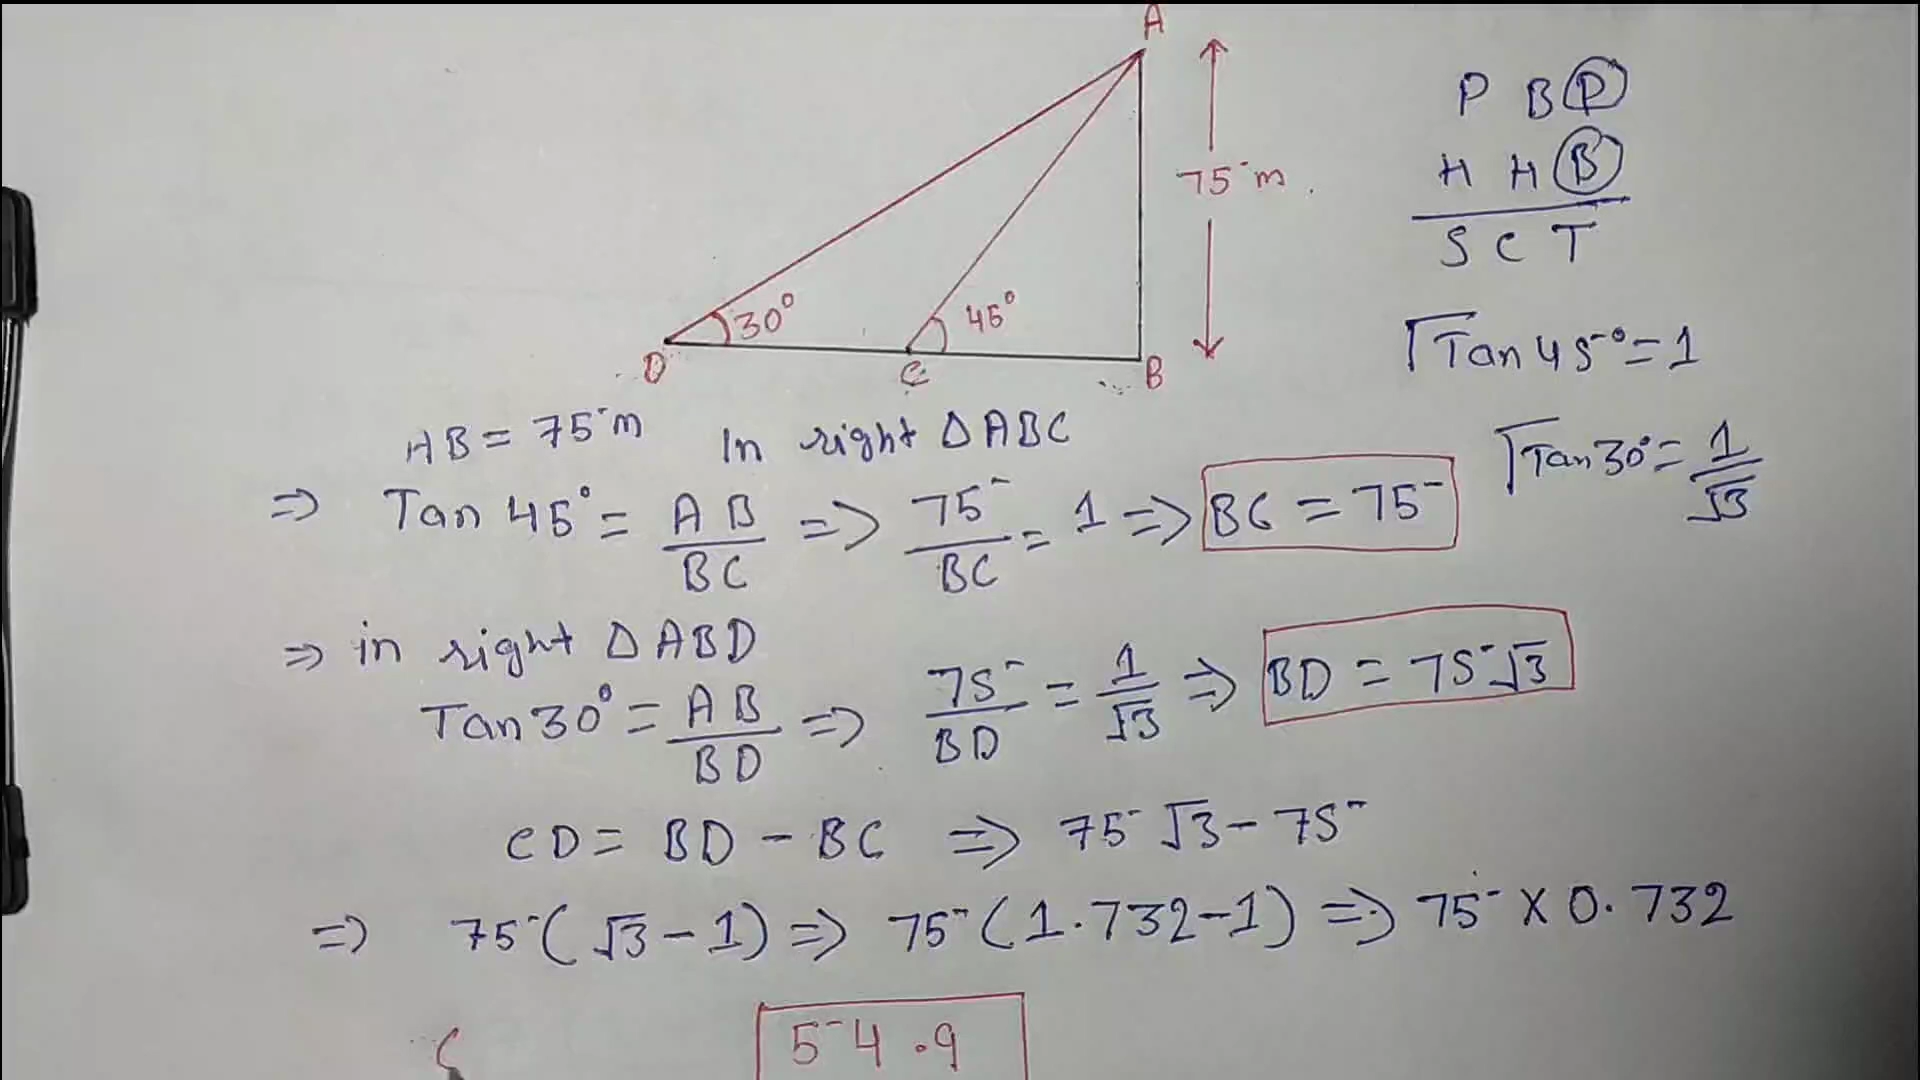 A
75 m.
30°
45°
D
C
B
P B P
H H B
S C T
Tan 45° = 1
Tan 30° = 1/√3
AB = 75 m In right △ABC
⇒ Tan 45° = AB/BC ⇒ 75/BC = 1 ⇒ BC = 75
⇒ in right △ABD
Tan 30° = AB/BD ⇒ 75/BD = 1/√3 ⇒ BD = 75√3
CD = BD - BC ⇒ 75√3 - 75
⇒ 75(√3 - 1) ⇒ 75(1.732 - 1) ⇒ 75 × 0.732
54.9